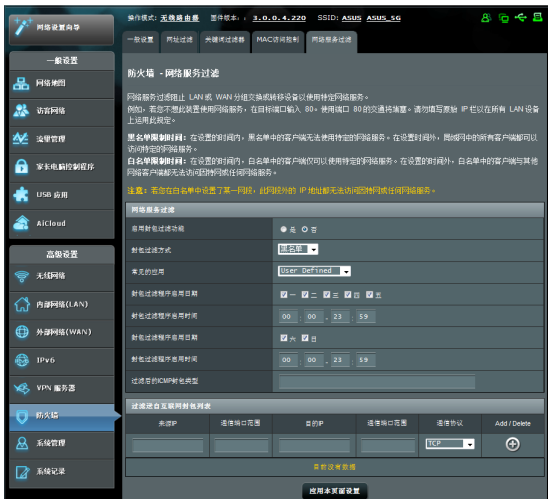 网络设置向导
操作模式: 无线路由器 固件版本: : 3.0.0.4.220 SSID: ASUS ASUS_5G
一般设置 网址过滤 关键词过滤器 MAC访问控制 网络服务过滤
一般设置
网络地图
访客网络
流量管理
家长电脑控制程序
USB 应用
AiCloud
高级设置
无线网络
内部网络(LAN)
外部网络(WAN)
IPv6
VPN 服务器
防火墙
系统管理
系统记录
防火墙 - 网络服务过滤
网络服务过滤阻止 LAN 或 WAN 分组交换或转移设备以使用特定网络服务。
例如，若您不想此装置使用网络服务，在目标端口输入 80。使用端口 80的交通将堵塞。请勿填写原始 IP 栏以在所有 LAN 设备
上运用此规定。
黑名单限制时间：在设置的时间内，黑名单中的客户端无法使用特定的网络服务。在设置时间外，局域网中的所有客户端都可以
访问特定的网络服务。
白名单限制时间：在设置的时间内，白名单中的客户端仅可以使用特定的网络服务。在设置的时间外，白名单中的客户端与其他
网络客户端都无法访问因特网或任何网络服务。
注意：若您在白名单中设置了某一网段，此网段外的 IP 地址都无法访问因特网或任何网络服务。
网络服务过滤
启用封包过滤功能 是 否
封包过滤方式 黑名单
常见的应用 User Defined
封包过滤程序启用日期 一 二 三 四 五
封包过滤程序启用时间 00 : 00 - 23 : 59
封包过滤程序启用日期 六 日
封包过滤程序启用时间 00 : 00 - 23 : 59
过滤后的ICMP封包类型
过滤进自互联网封包列表
来源IP 通信端口范围 目的IP 通信端口范围 通信协议 Add / Delete
TCP
目前没有数据
应用本页面设置